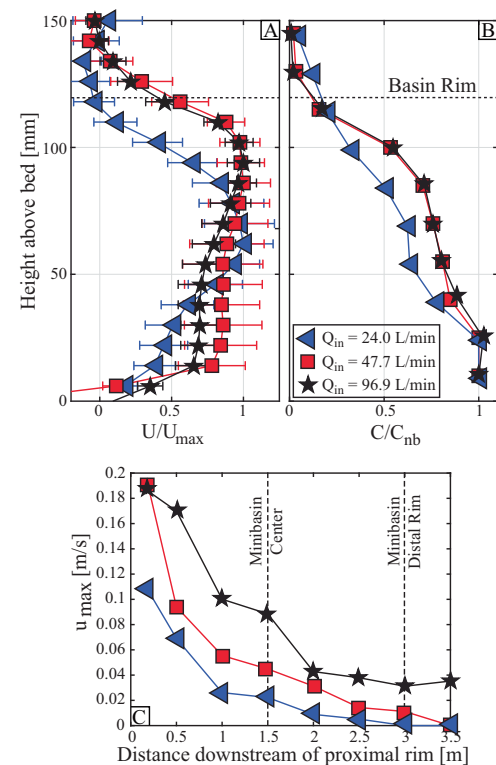 150
100
50
0
Height above bed [mm]
A
B
Basin Rim
0
0.5
1
U/Umax
0
0.5
1
C/Cnb
Qin = 24.0 L/min
Qin = 47.7 L/min
Qin = 96.9 L/min
0.2
0.18
0.16
0.14
0.12
0.1
0.08
0.06
0.04
0.02
0
umax [m/s]
Minibasin
Center
Minibasin
Distal Rim
C
0
0.5
1
1.5
2
2.5
3
3.5
Distance downstream of proximal rim [m]